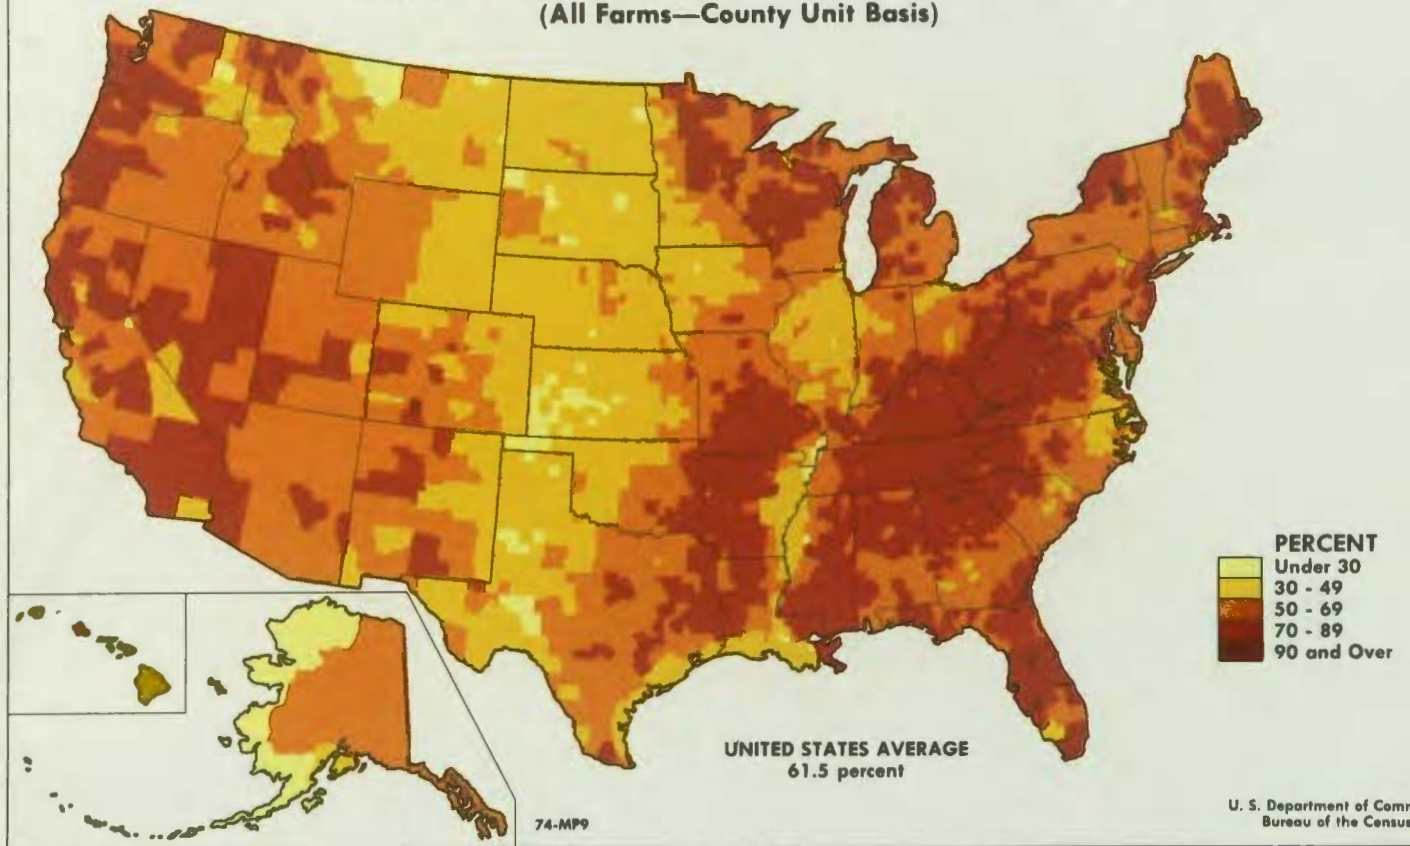 (All Farms—County Unit Basis)
PERCENT
Under 30
30 - 49
50 - 69
70 - 89
90 and Over
UNITED STATES AVERAGE
61.5 percent
74-MP9
U. S. Department of Comm
Bureau of the Census